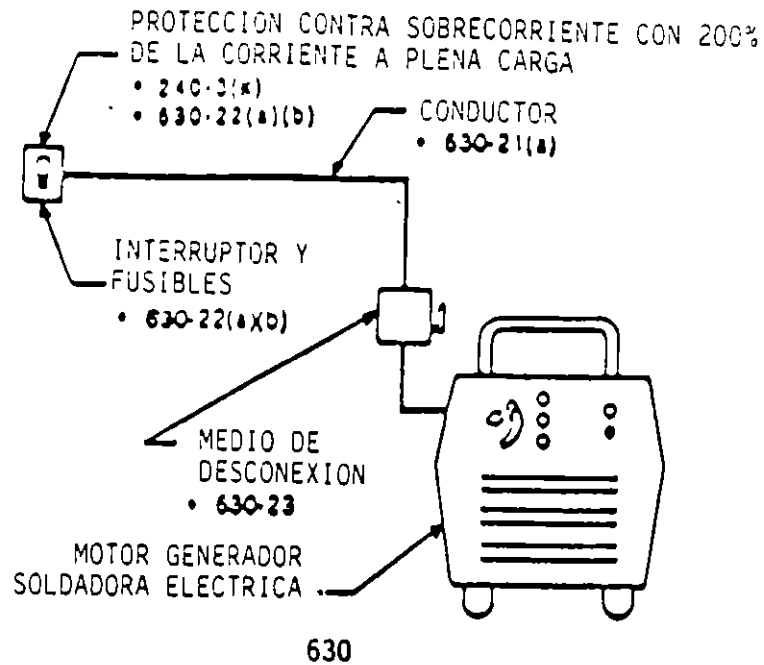 PROTECCION CONTRA SOBRECORRIENTE CON 200%
DE LA CORRIENTE A PLENA CARGA
• 240-3(k)
• 630-22(a)(b)
CONDUCTOR
• 630-21(a)
INTERRUPTOR Y
FUSIBLES
• 630-22(a)(b)
MEDIO DE
DESCONEXION
• 630-23
MOTOR GENERADOR
SOLDADORA ELECTRICA
630